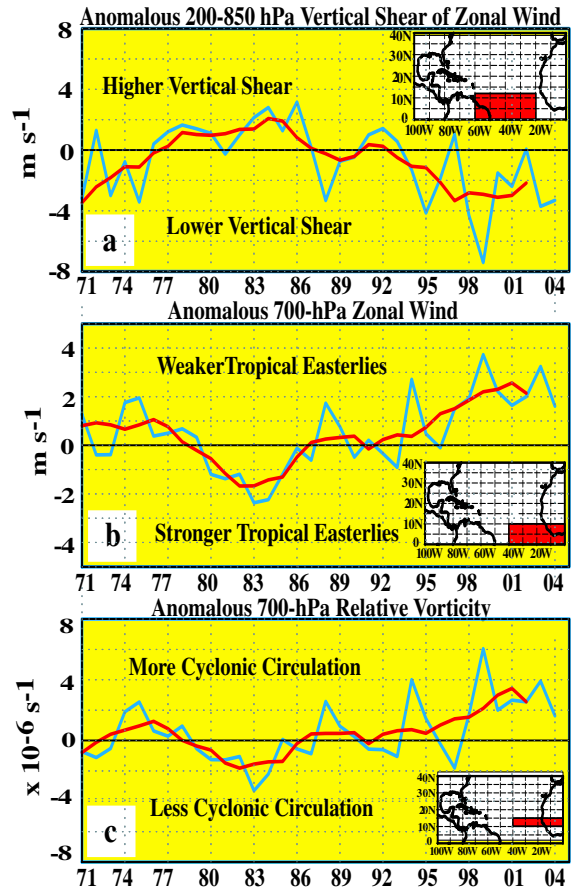 Anomalous 200-850 hPa Vertical Shear of Zonal Wind
8
4
0
-4
-8
m s-1
Higher Vertical Shear
Lower Vertical Shear
a
40N
30N
20N
10N
0
100W 80W 60W 40W 20W
71 74 77 80 83 86 89 92 95 98 01 04
Anomalous 700-hPa Zonal Wind
4
2
0
-2
-4
m s-1
WeakerTropical Easterlies
Stronger Tropical Easterlies
b
40N
30N
20N
10N
0
100W 80W 60W 40W 20W
71 74 77 80 83 86 89 92 95 98 01 04
Anomalous 700-hPa Relative Vorticity
8
4
0
-4
-8
x 10-6 s-1
More Cyclonic Circulation
Less Cyclonic Circulation
c
40N
30N
20N
10N
0
100W 80W 60W 40W 20W
71 74 77 80 83 86 89 92 95 98 01 04